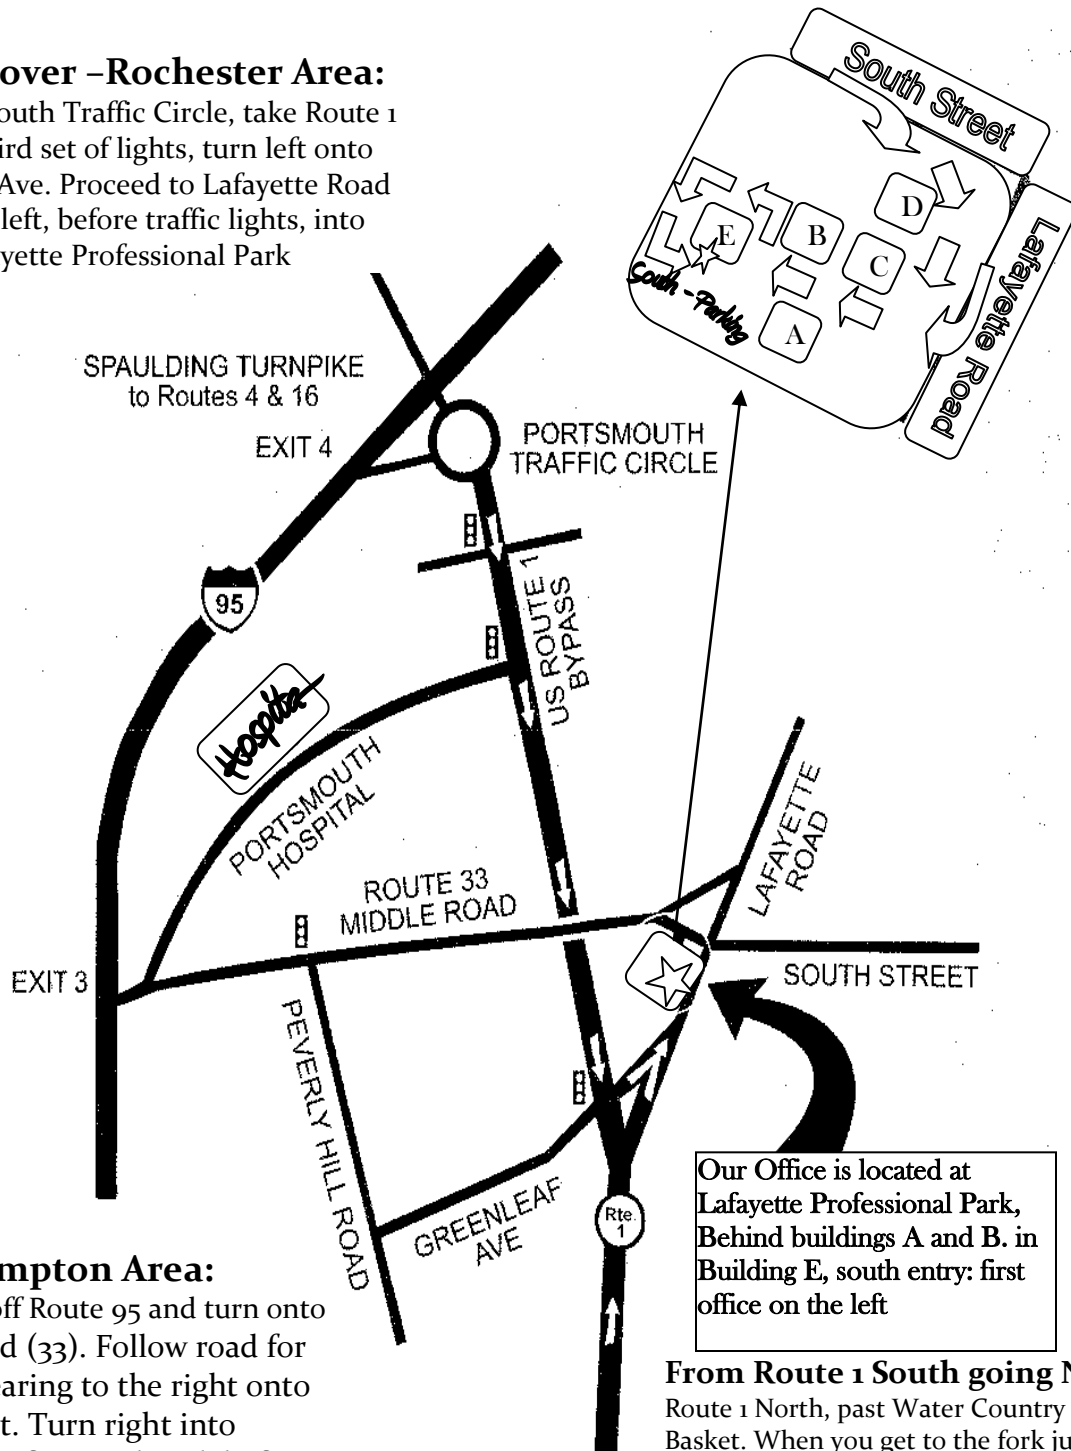 over –Rochester Area:
outh Traffic Circle, take Route 1
ird set of lights, turn left onto
Ave. Proceed to Lafayette Road
left, before traffic lights, into
yette Professional Park
South Street
Lafayette Road
D
E
B
C
A
South - Parking
SPAULDING TURNPIKE
to Routes 4 & 16
EXIT 4
PORTSMOUTH
TRAFFIC CIRCLE
95
US ROUTE 1
BYPASS
Hospita
PORTSMOUTH
HOSPITAL
LAFAYETTE
ROAD
ROUTE 33
MIDDLE ROAD
EXIT 3
SOUTH STREET
PEVERLY HILL ROAD
GREENLEAF
AVE
Rte.
1
Our Office is located at
Lafayette Professional Park,
Behind buildings A and B. in
Building E, south entry: first
office on the left
mpton Area:
off Route 95 and turn onto
d (33). Follow road for
earing to the right onto
t. Turn right into
From Route 1 South going N
Route 1 North, past Water Country
Basket. When you get to the fork ju